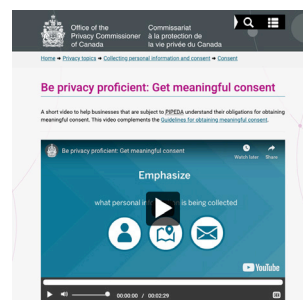 Office of the
Privacy Commissioner
of Canada
Commissariat
à la protection de
la vie privée du Canada
Home → Privacy topics → Collecting personal information and consent → Consent
Be privacy proficient: Get meaningful consent
A short video to help businesses that are subject to PIPEDA understand their obligations for obtaining
meaningful consent. This video complements the Guidelines for obtaining meaningful consent.
Be privacy proficient: Get meaningful consent
Watch later
Share
Emphasize
what personal is being collected
YouTube
00:00:00 / 00:02:29